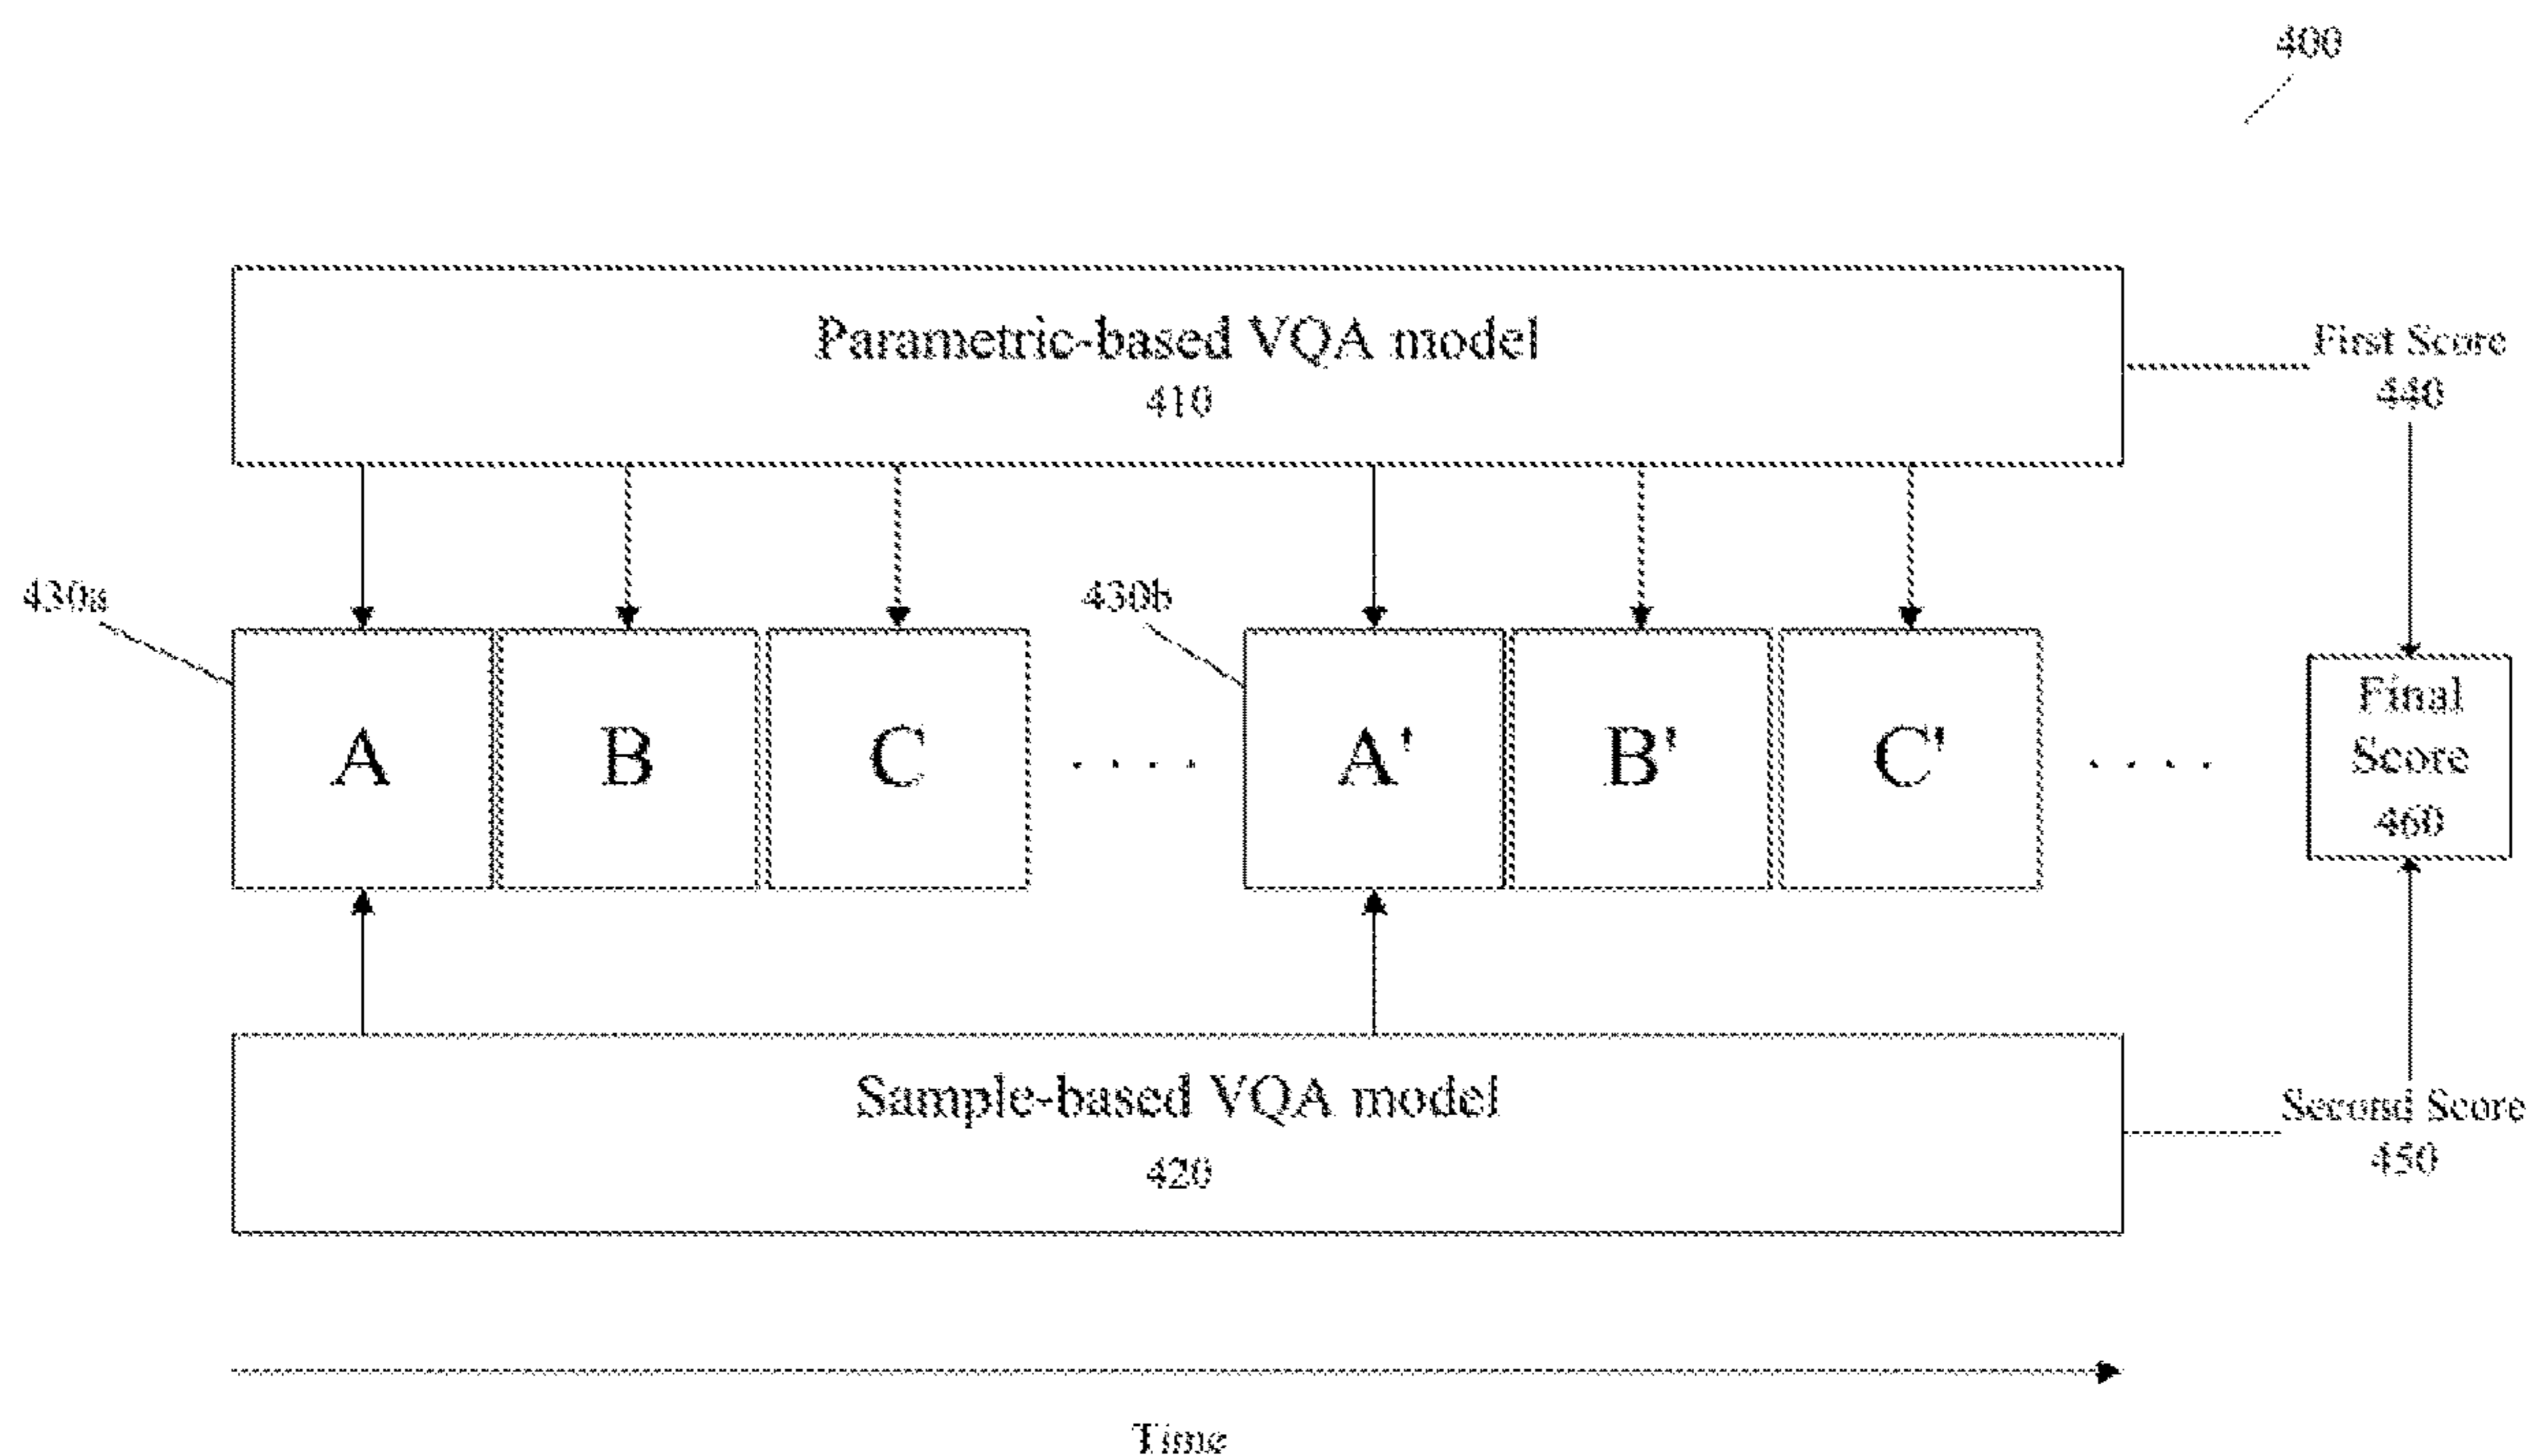 400
Parametric-based VQA model
410
First Score
440
430a
430b
A
B
C
. . . .
A'
B'
C'
. . . .
Final
Score
460
Sample-based VQA model
420
Second Score
450
Time